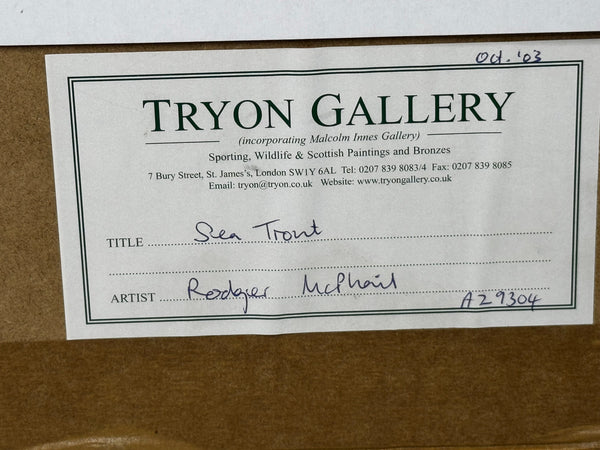 Oct. '03
TRYON GALLERY
(incorporating Malcolm Innes Gallery)
Sporting, Wildlife & Scottish Paintings and Bronzes
7 Bury Street, St. James's, London SW1Y 6AL Tel: 0207 839 8083/4 Fax: 0207 839 8085
Email: tryon@tryon.co.uk Website: www.tryongallery.co.uk
TITLE Sea Trout
ARTIST Rodger McPhail
A29304